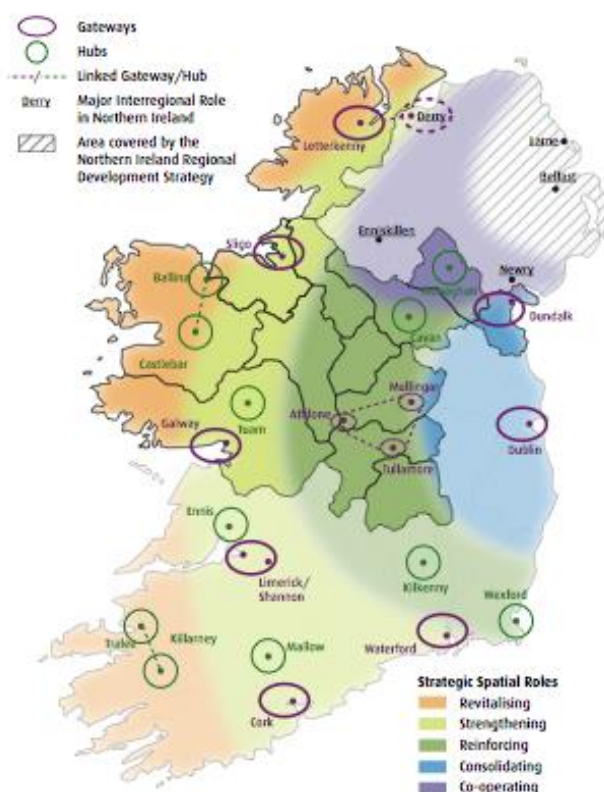 Gateways
Hubs
Linked Gateway/Hub
Derry
Major Interregional Role
in Northern Ireland
Area covered by the
Northern Ireland Regional
Development Strategy
Derry
Letterkenny
Larne
Belfast
Enniskillen
Sligo
Ballina
Newry
Monaghan
Dundalk
Cavan
Castlebar
Mullingar
Tuam
Athlone
Galway
Dublin
Tullamore
Ennis
Limerick/
Shannon
Kilkenny
Wexford
Tralee
Killarney
Mallow
Waterford
Cork
Strategic Spatial Roles
Revitalising
Strengthening
Reinforcing
Consolidating
Co-operating